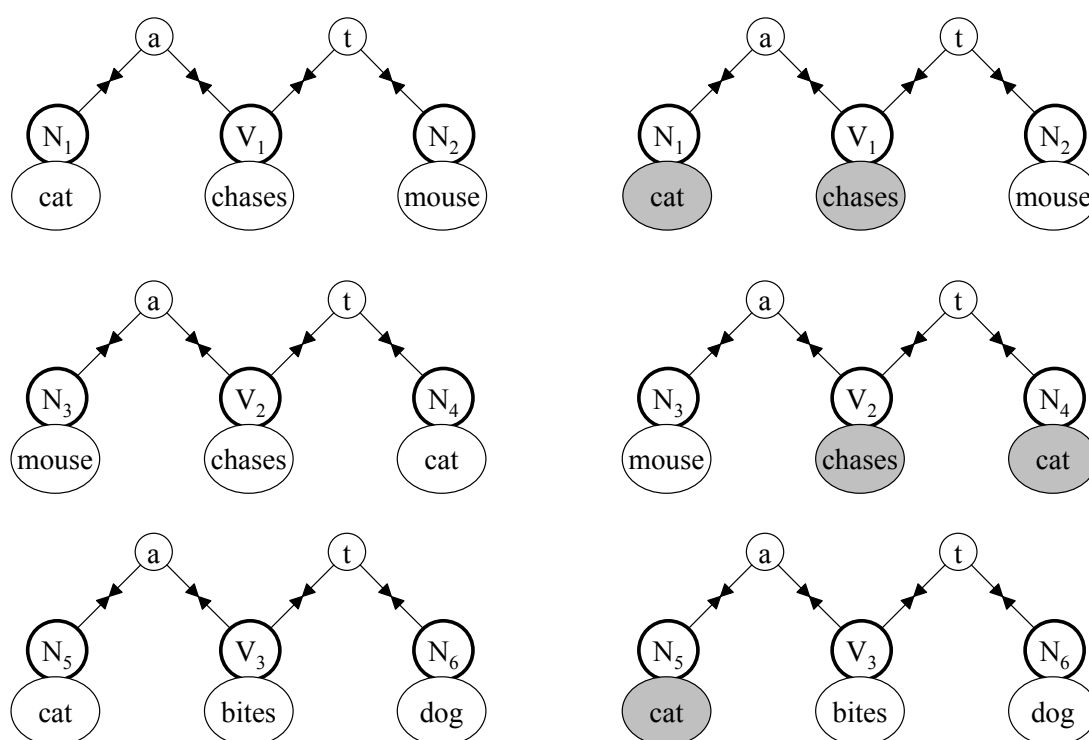 a t a t
N1 V1 N2 N1 V1 N2
cat chases mouse cat chases mouse
a t a t
N3 V2 N4 N3 V2 N4
mouse chases cat mouse chases cat
a t a t
N5 V3 N6 N5 V3 N6
cat bites dog cat bites dog